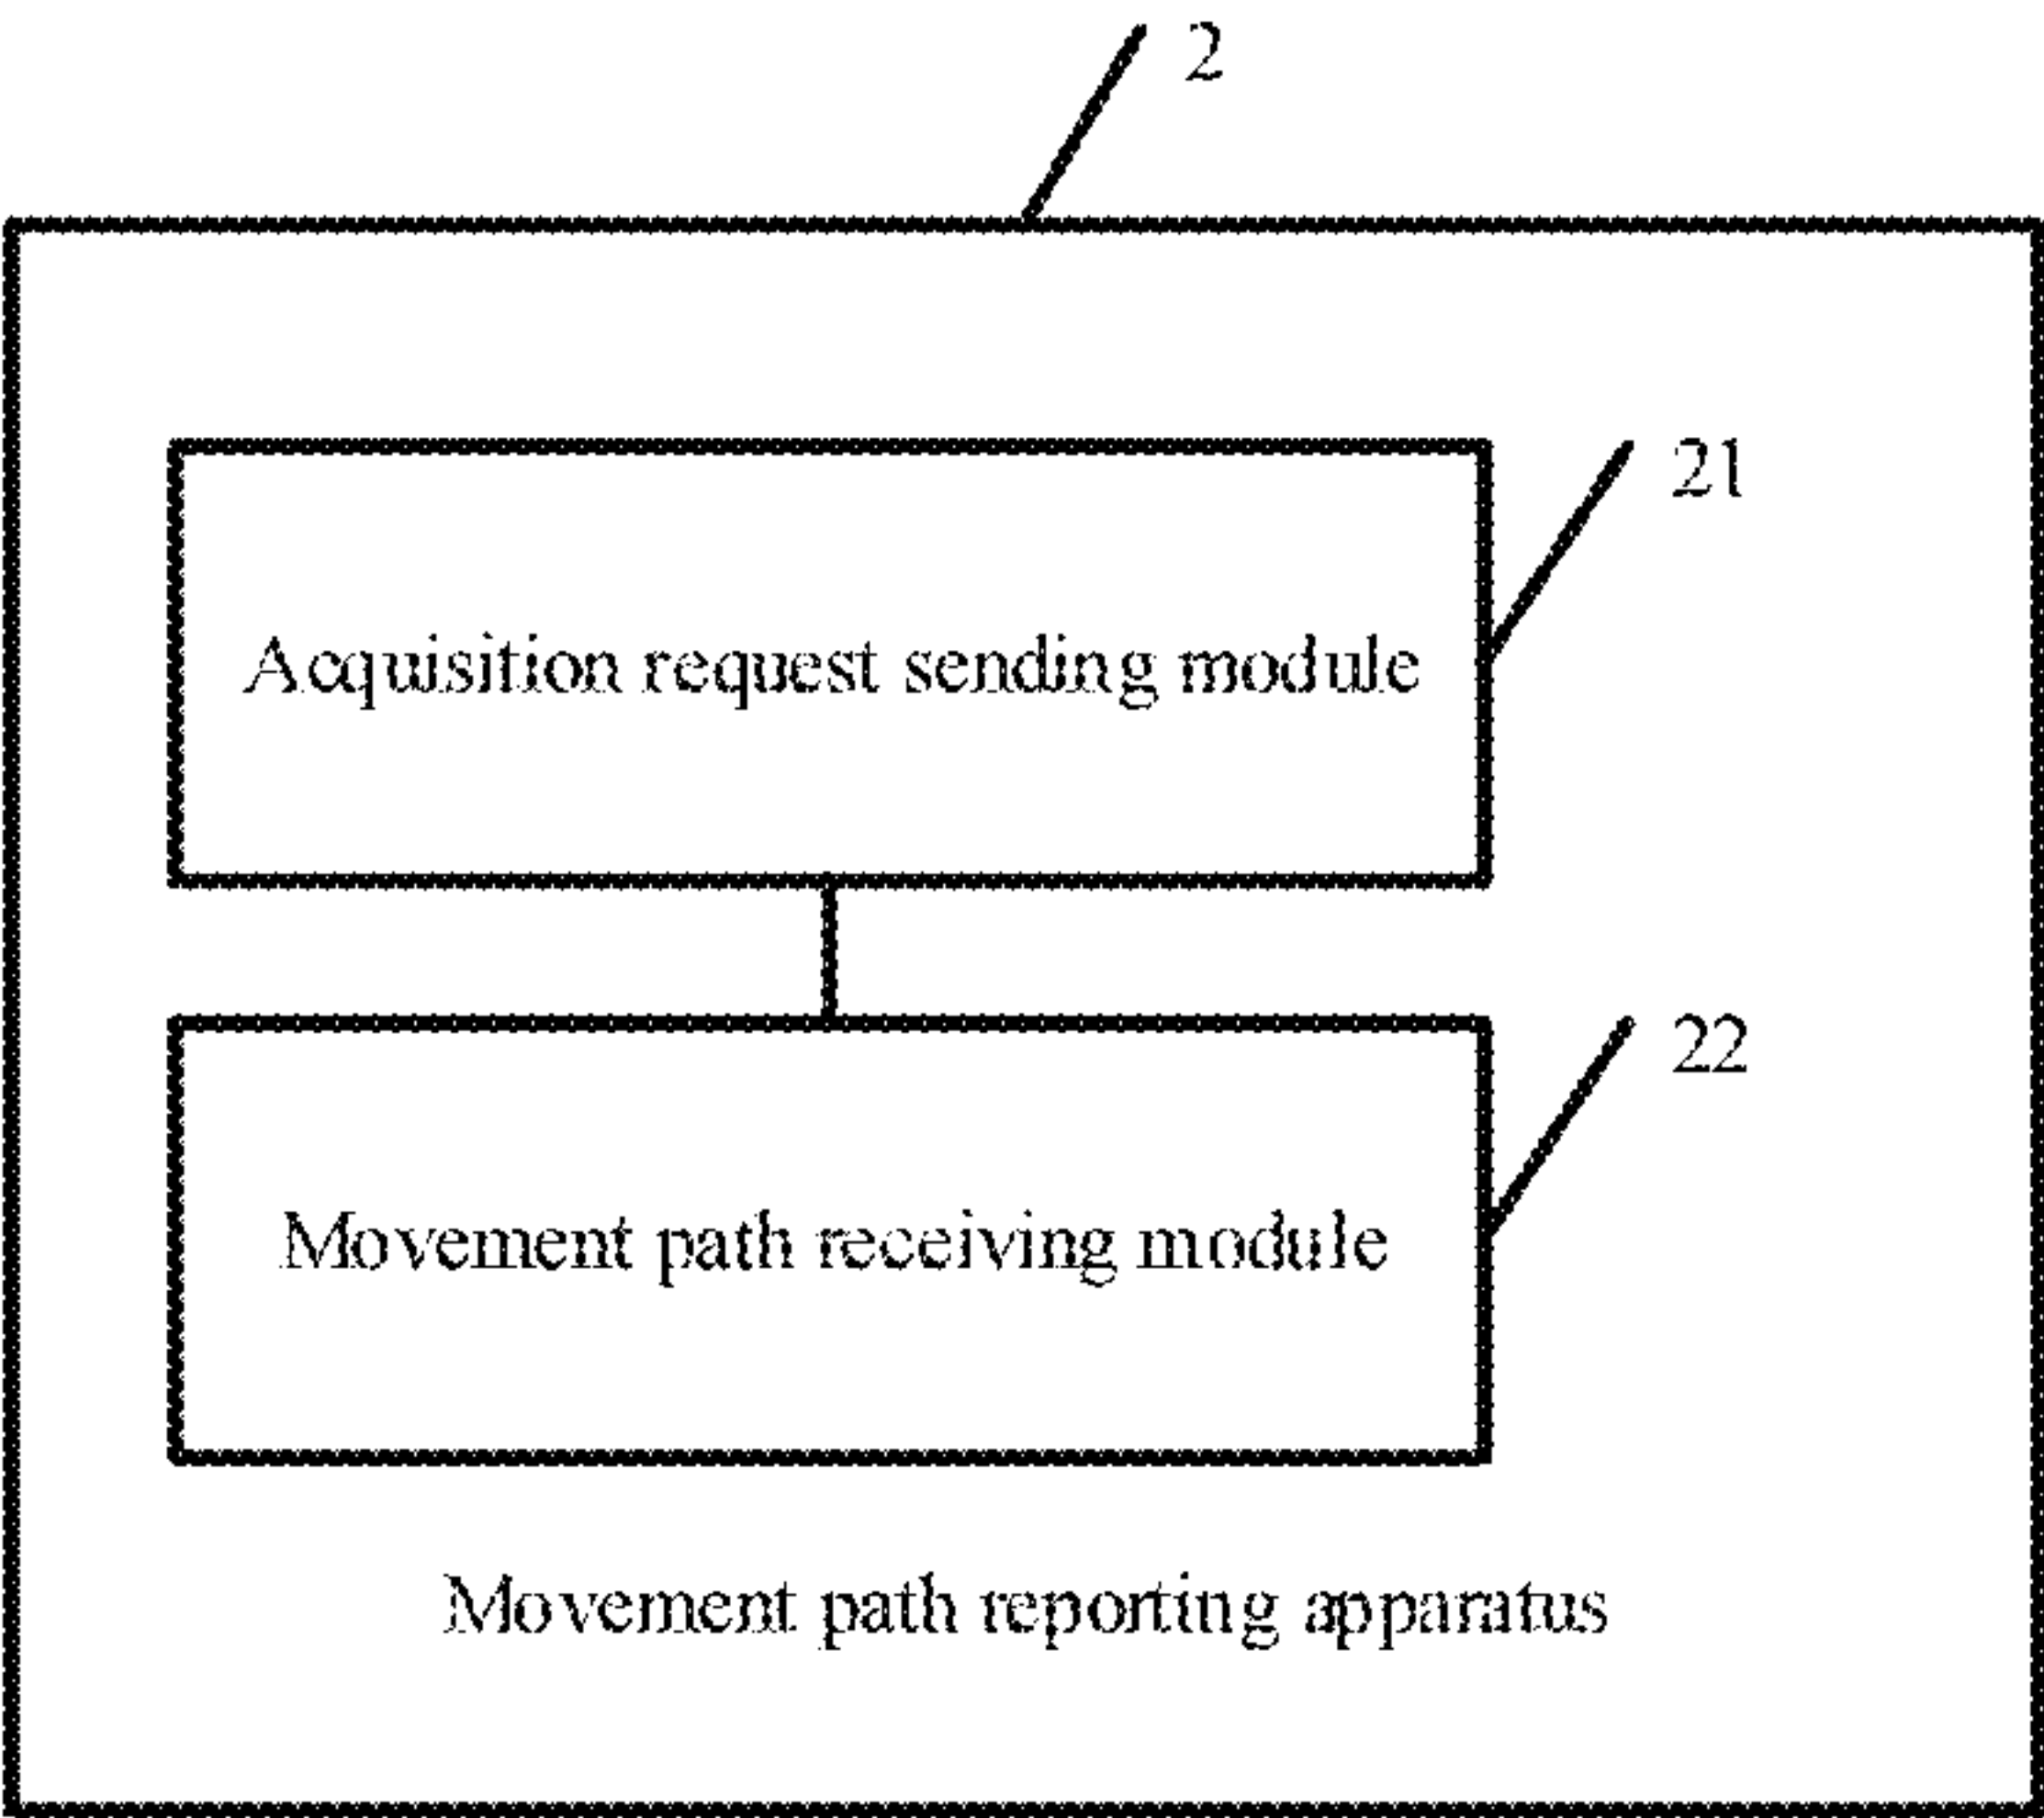 2
21
Acquisition request sending module
22
Movement path receiving module
Movement path reporting apparatus